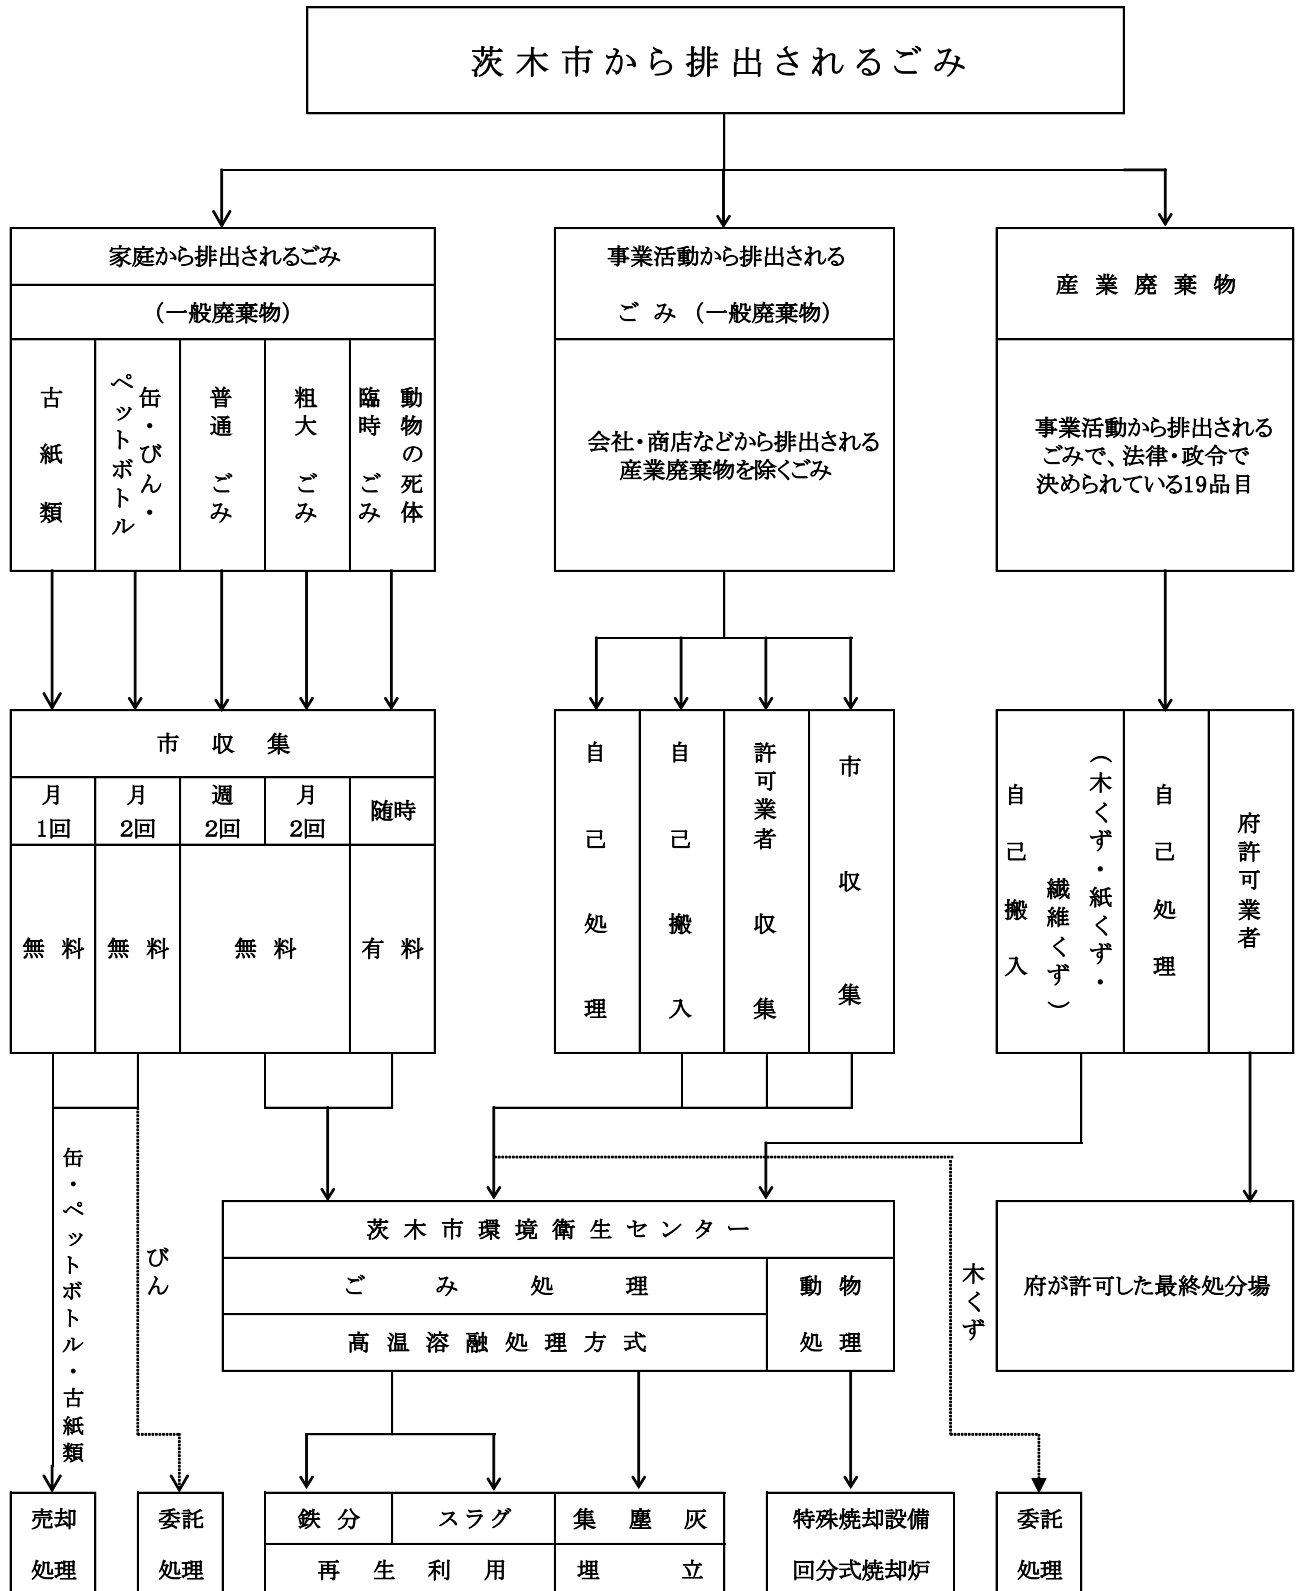 茨木市から排出されるごみ
家庭から排出されるごみ
(一般廃棄物)
古紙類
缶・びん・
ペットボトル
普通ごみ
粗大ごみ
動物の死体
臨時ごみ
事業活動から排出される
ごみ(一般廃棄物)
会社・商店などから排出される
産業廃棄物を除くごみ
産業廃棄物
事業活動から排出される
ごみで、法律・政令で
決められている19品目
市収集
月
1回
月
2回
週
2回
月
2回
随時
無料
無料
無料
有料
自己処理
自己搬入
許可業者収集
市収集
(木くず・紙くず・
繊維くず)
自己搬入
自己処理
府許可業者
缶・ペットボトル・古紙類
びん
茨木市環境衛生センター
ごみ処理
高温溶融処理方式
動物
処理
木くず
府が許可した最終処分場
売却
処理
委託
処理
鉄分
スラグ
再生利用
集塵灰
埋立
特殊焼却設備
回分式焼却炉
委託
処理